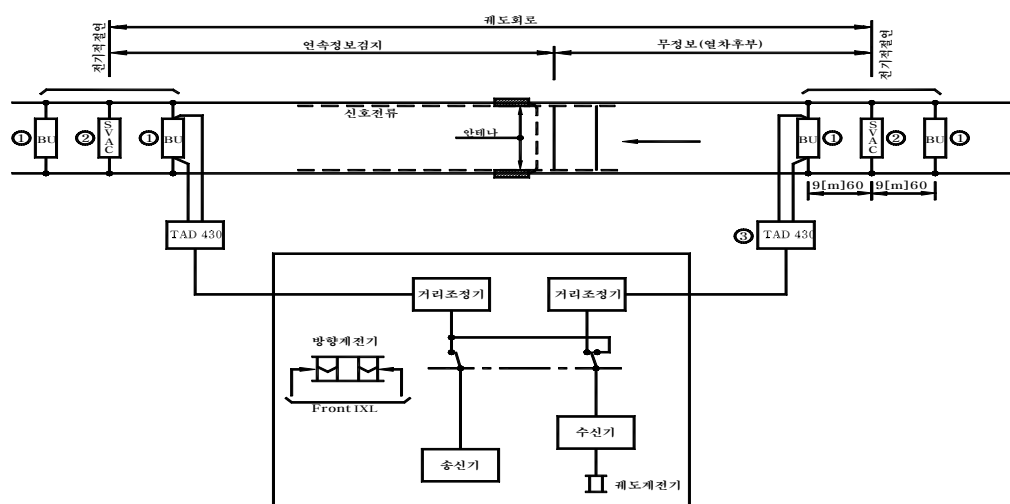 궤도회로
연속정보검지
무정보(열차후부)
전기적절연
전기적절연
신호전류
안테나
① BU
② SVAC
① BU
BU ①
SVAC ②
BU ①
9[m]60 9[m]60
TAD 430
③ TAD 430
거리조정기
거리조정기
방향계전기
Front IXL
수신기
송신기
궤도계전기